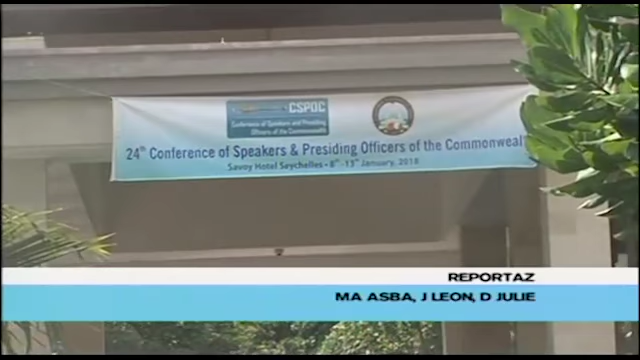 CSPOC
Conference of Speakers and Presiding
Officers of the Commonwealth
24th Conference of Speakers & Presiding Officers of the Commonwealt
Savoy Hotel Seychelles • 8th - 13th January, 2018
REPORTAZ
MA ASBA, J LEON, D JULIE